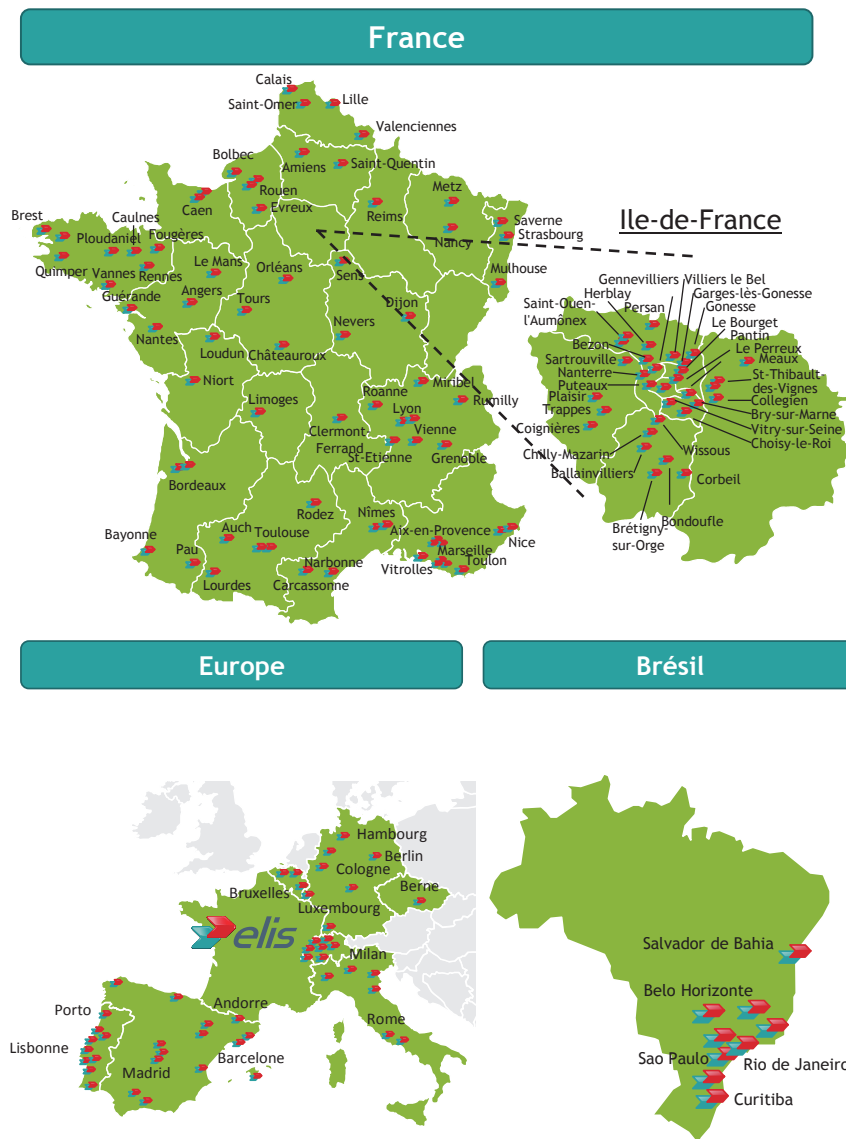 France
Calais
Saint-Omer
Lille
Valenciennes
Bolbec
Amiens
Saint-Quentin
Rouen
Metz
Caen
Evreux
Reims
Saverne
Ile-de-France
Brest
Caulnes
Fougères
Strasbourg
Ploudaniel
Nancy
Quimper
Vannes
Rennes
Le Mans
Orléans
Sens
Mulhouse
Guérande
Angers
Tours
Dijon
Nantes
Nevers
Loudun
Châteauroux
Niort
Miribel
Roanne
Rumilly
Limoges
Lyon
Clermont-
Ferrand
Vienne
St-Etienne
Grenoble
Bordeaux
Rodez
Nîmes
Auch
Toulouse
Aix-en-Provence
Bayonne
Nice
Pau
Narbonne
Marseille
Vitrolles
Toulon
Lourdes
Carcassonne
Gennevilliers
Villiers le Bel
Herblay
Garges-lès-Gonesse
Saint-Ouen-
l'Aumônex
Persan
Gonesse
Le Bourget
Pantin
Bezon
Le Perreux
Sartrouville
Meaux
Nanterre
St-Thibault-
des-Vignes
Puteaux
Plaisir
Collegien
Trappes
Bry-sur-Marne
Coignières
Vitry-sur-Seine
Choisy-le-Roi
Wissous
Chilly-Mazarin
Ballainvilliers
Corbeil
Bondoufle
Brétigny-
sur-Orge
Europe
Brésil
Hambourg
Berlin
Cologne
Bruxelles
Berne
Luxembourg
elis
Milan
Andorre
Porto
Rome
Lisbonne
Barcelone
Madrid
Salvador de Bahia
Belo Horizonte
Sao Paulo
Rio de Janeiro
Curitiba